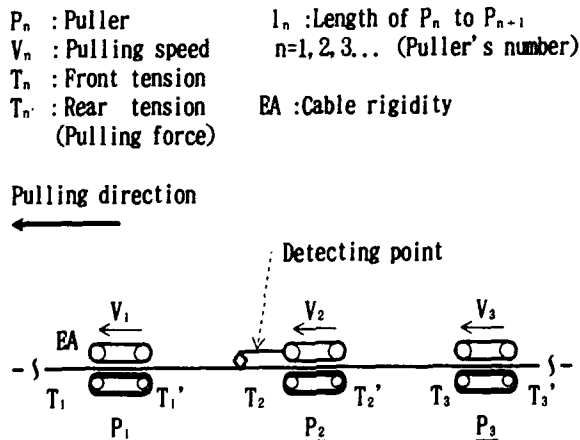 Pₙ : Puller
Vₙ : Pulling speed
Tₙ : Front tension
Tₙ' : Rear tension
(Pulling force)
lₙ : Length of Pₙ to Pₙ₊₁
n=1, 2, 3... (Puller's number)
EA : Cable rigidity
Pulling direction
Detecting point
V₁ V₂ V₃
EA
T₁ T₁' T₂ T₂' T₃ T₃'
P₁ P₂ P₃